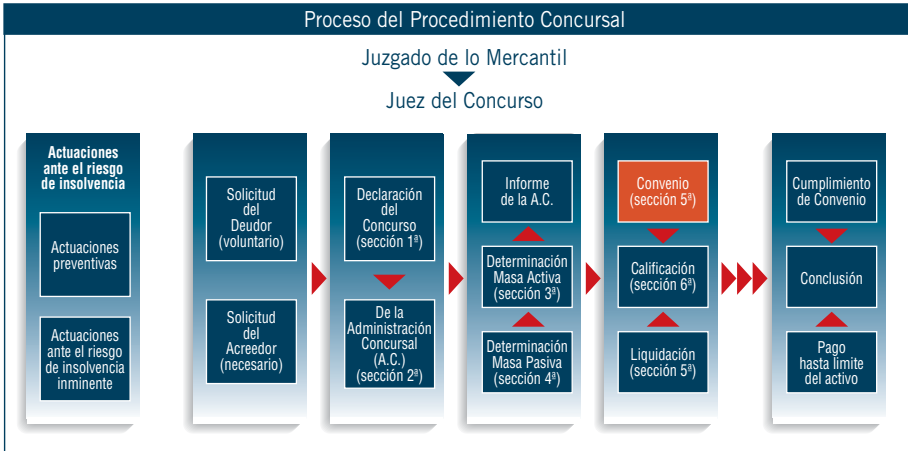 Proceso del Procedimiento Concursal
Juzgado de lo Mercantil
Juez del Concurso
Actuaciones
ante el riesgo
de insolvencia
Actuaciones
preventivas
Actuaciones
ante el riesgo
de insolvencia
inminente
Solicitud
del
Deudor
(voluntario)
Solicitud
del
Acreedor
(necesario)
Declaración
del
Concurso
(sección 1ª)
De la
Administración
Concursal
(A.C.)
(sección 2ª)
Informe
de la A.C.
Determinación
Masa Activa
(sección 3ª)
Determinación
Masa Pasiva
(sección 4ª)
Convenio
(sección 5ª)
Calificación
(sección 6ª)
Liquidación
(sección 5ª)
Cumplimiento
de Convenio
Conclusión
Pago
hasta limite
del activo